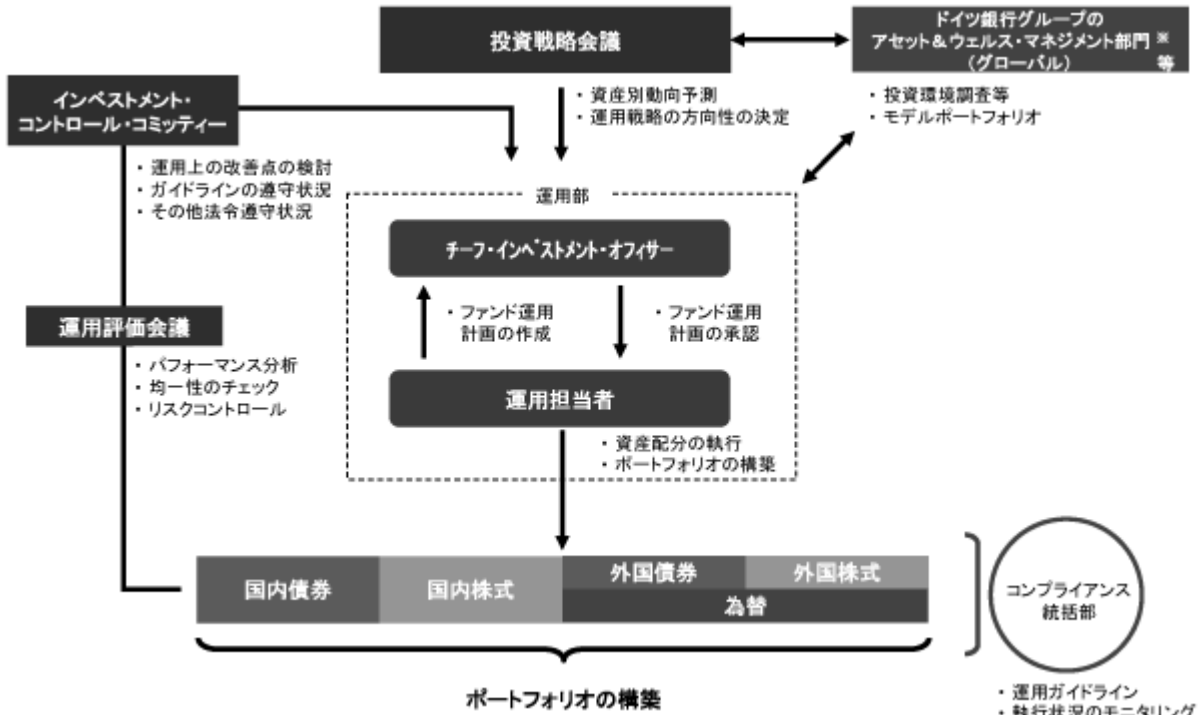 投資戦略会議
ドイツ銀行グループの
アセット&ウェルス・マネジメント部門※
(グローバル) 等
インベストメント・
コントロール・コミッティー
・資産別動向予測
・運用戦略の方向性の決定
・投資環境調査等
・モデルポートフォリオ
・運用上の改善点の検討
・ガイドラインの遵守状況
・その他法令遵守状況
運用部
チーフ・インベストメント・オフィサー
・ファンド運用
計画の作成
・ファンド運用
計画の承認
運用評価会議
・パフォーマンス分析
・均一性のチェック
・リスクコントロール
運用担当者
・資産配分の執行
・ポートフォリオの構築
国内債券
国内株式
外国債券
外国株式
為替
コンプライアンス
統括部
ポートフォリオの構築
・運用ガイドライン
・執行状況のモニタリング